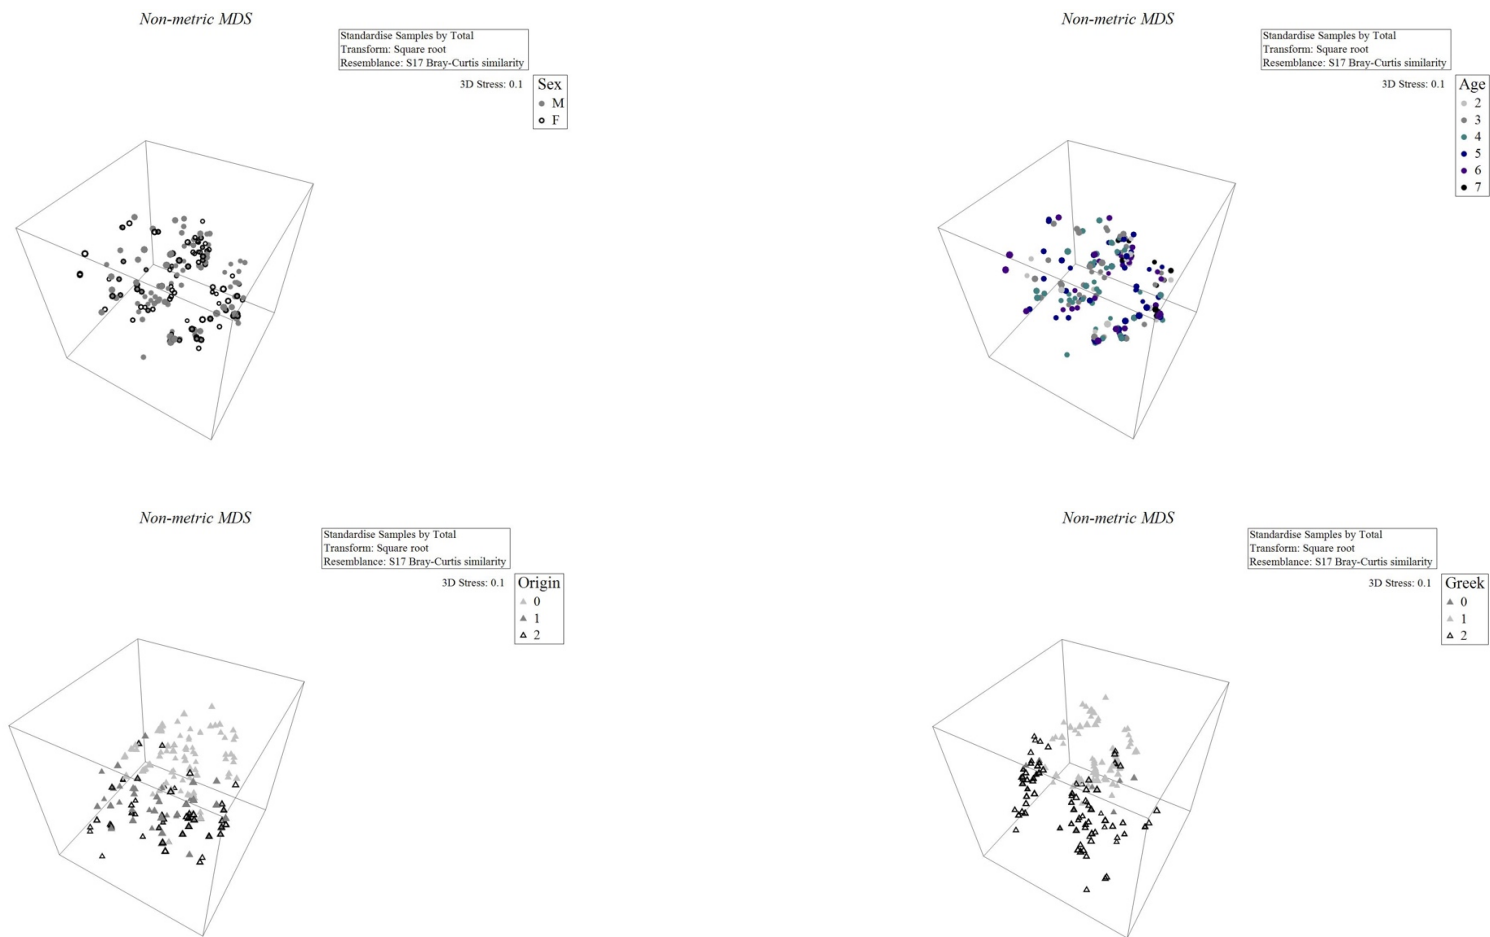 Non-metric MDS
Standardise Samples by Total
Transform: Square root
Resemblance: S17 Bray-Curtis similarity
3D Stress: 0.1
Sex
M
F
Non-metric MDS
Standardise Samples by Total
Transform: Square root
Resemblance: S17 Bray-Curtis similarity
3D Stress: 0.1
Age
2
3
4
5
6
7
Non-metric MDS
Standardise Samples by Total
Transform: Square root
Resemblance: S17 Bray-Curtis similarity
3D Stress: 0.1
Origin
0
1
2
Non-metric MDS
Standardise Samples by Total
Transform: Square root
Resemblance: S17 Bray-Curtis similarity
3D Stress: 0.1
Greek
0
1
2